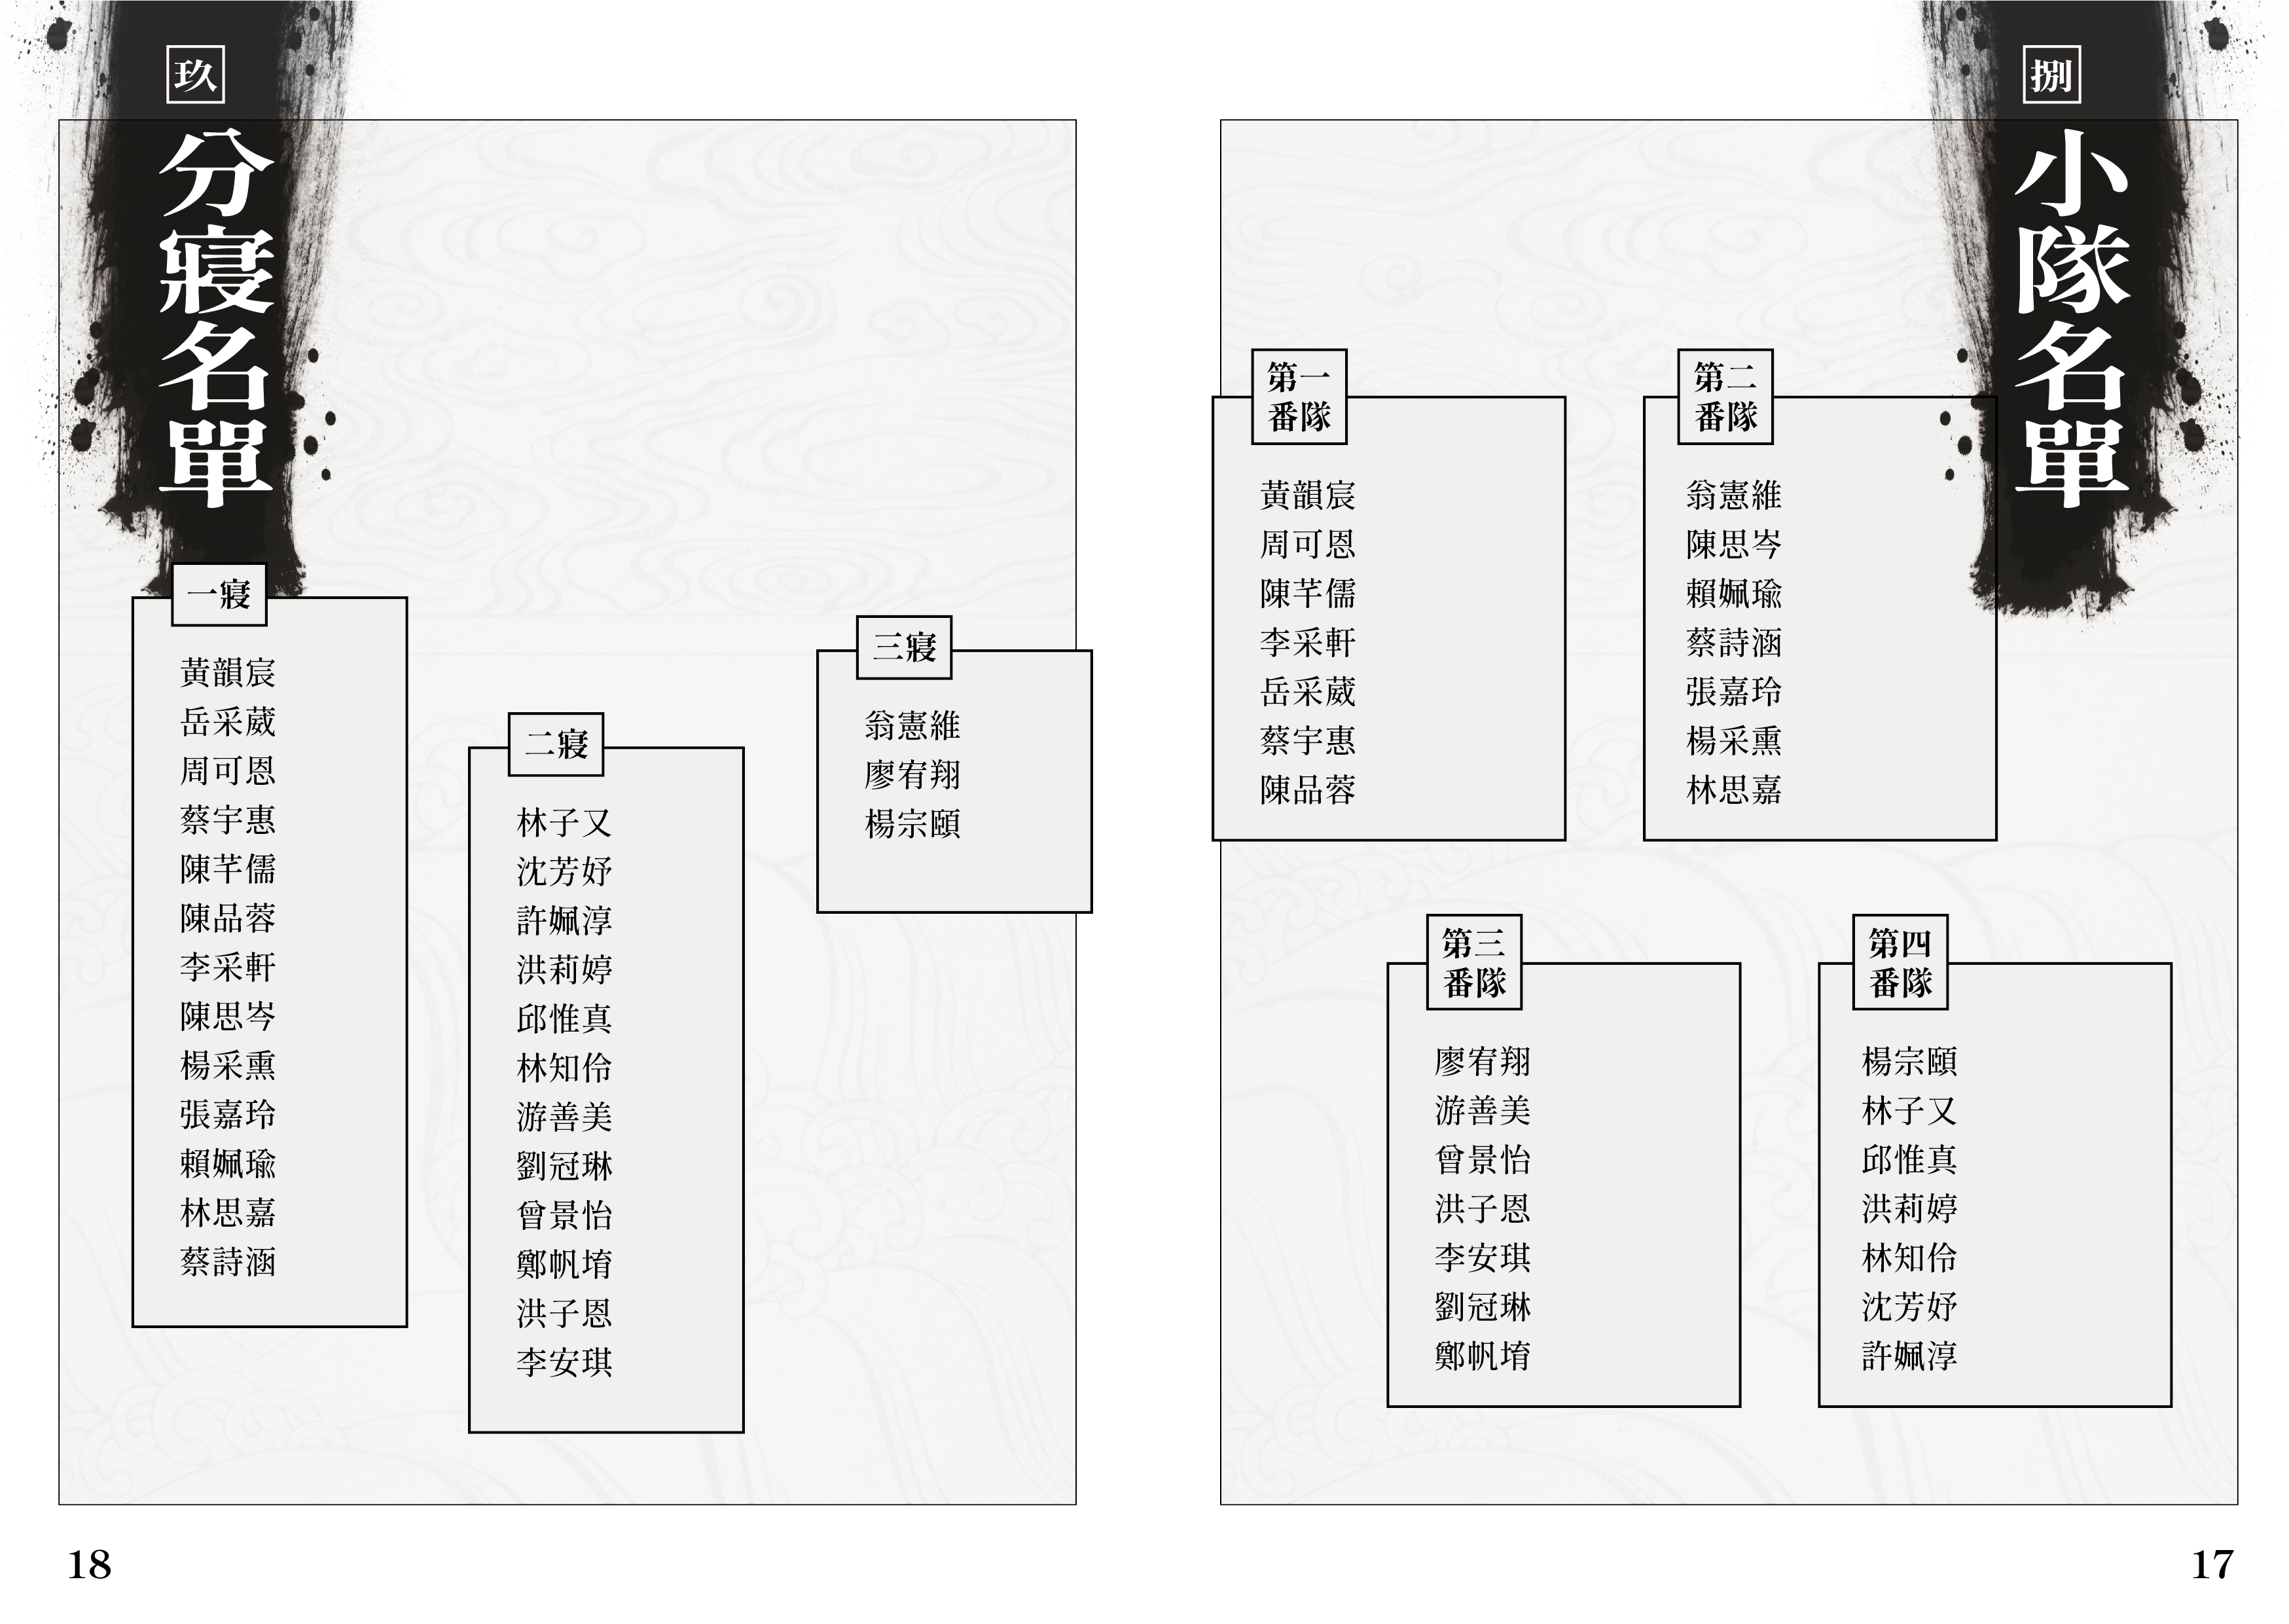 捌
小隊名單
第一
番隊
黃韻宸
周可恩
陳芊儒
李采軒
岳采葳
蔡宇惠
陳品蓉
第二
番隊
翁憲維
陳思岑
賴姵瑜
蔡詩涵
張嘉玲
楊采熏
林思嘉
第三
番隊
廖宥翔
游善美
曾景怡
洪子恩
李安琪
劉冠琳
鄭帆堉
第四
番隊
楊宗頤
林子又
邱惟真
洪莉婷
林知伶
沈芳妤
許姵淳
17
玖
分寢名單
一寢
黃韻宸
岳采葳
周可恩
蔡宇惠
陳芊儒
陳品蓉
李采軒
陳思岑
楊采熏
張嘉玲
賴姵瑜
林思嘉
蔡詩涵
二寢
林子又
沈芳妤
許姵淳
洪莉婷
邱惟真
林知伶
游善美
劉冠琳
曾景怡
鄭帆堉
洪子恩
李安琪
三寢
翁憲維
廖宥翔
楊宗頤
18